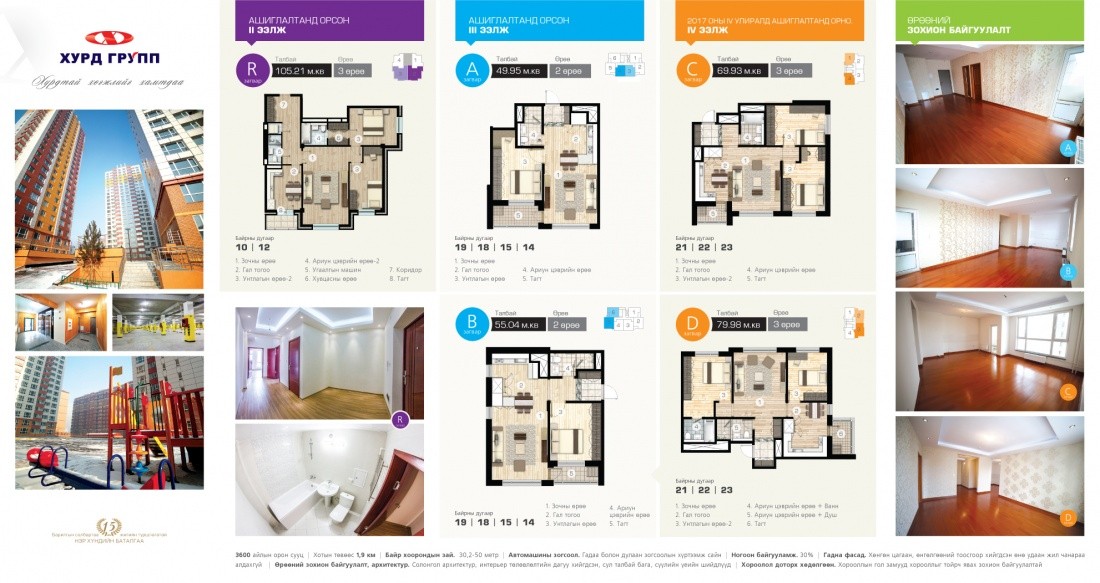 ХУРД ГРУПП
Хурдтай хөгжлийг хамтдаа
АШИГЛАЛТАНД ОРСОН
II ЭЭЛЖ
R
загвар
Талбай
105.21 м.кв
Өрөө
3 өрөө
Байрны дугаар
10 | 12
1. Зочны өрөө
2. Гал тогоо
3. Унтлагын өрөө-2
4. Ариун цэврийн өрөө-2
5. Угаалтын машин
6. Хувцасны өрөө
7. Коридор
8. Тагт
R
АШИГЛАЛТАНД ОРСОН
III ЭЭЛЖ
A
загвар
Талбай
49.95 м.кв
Өрөө
2 өрөө
Байрны дугаар
19 | 18 | 15 | 14
1. Зочны өрөө
2. Гал тогоо
3. Унтлагын өрөө
4. Ариун цэврийн өрөө
5. Тагт
B
загвар
Талбай
55.04 м.кв
Өрөө
2 өрөө
Байрны дугаар
19 | 18 | 15 | 14
1. Зочны өрөө
2. Гал тогоо
3. Унтлагын өрөө
4. Ариун
цэврийн өрөө
5. Тагт
2017 ОНЫ IV УЛИРАЛД АШИГЛАЛТАНД ОРНО.
IV ЭЭЛЖ
C
загвар
Талбай
69.93 м.кв
Өрөө
3 өрөө
Байрны дугаар
21 | 22 | 23
1. Зочны өрөө
2. Гал тогоо
3. Унтлагын өрөө-2
4. Ариун цэврийн өрөө
5. Тагт
D
загвар
Талбай
79.98 м.кв
Өрөө
3 өрөө
Байрны дугаар
21 | 22 | 23
1. Зочны өрөө
2. Гал тогоо
3. Унтлагын өрөө-2
4. Ариун цэврийн өрөө + Ванн
5. Ариун цэврийн өрөө + Душ
6. Тагт
ӨРӨӨНИЙ
ЗОХИОН БАЙГУУЛАЛТ
A
B
C
D
15
НЭР ХҮНДИЙН БАТАЛГАА
3600 айлын орон сууц | Хотын төвөөс 1,9 км | Байр хоорондын зай. 30,2-50 метр | Автомашины зогсоол. Гадаа болон дулаан зогсоолын хүртээмж сайн | Ногоон байгууламж. 30% | Гадна фасад. Хөнгөн цагаан, өнгөлгөөний тоосгоор хийгдсэн өнө удаан жил чанараа
алдахгүй | Өрөөний зохион байгуулалт, архитектур. Солонгол архитектур, интерьер төлөвлөлтийн дагуу хийгдсэн, сул талбай бага, сүүлийн үеийн шийдлүүд | Хороолол доторх хөдөлгөөн. Хорооллын гол замууд хорооллыг тойрч явах зохион байгуулалттай